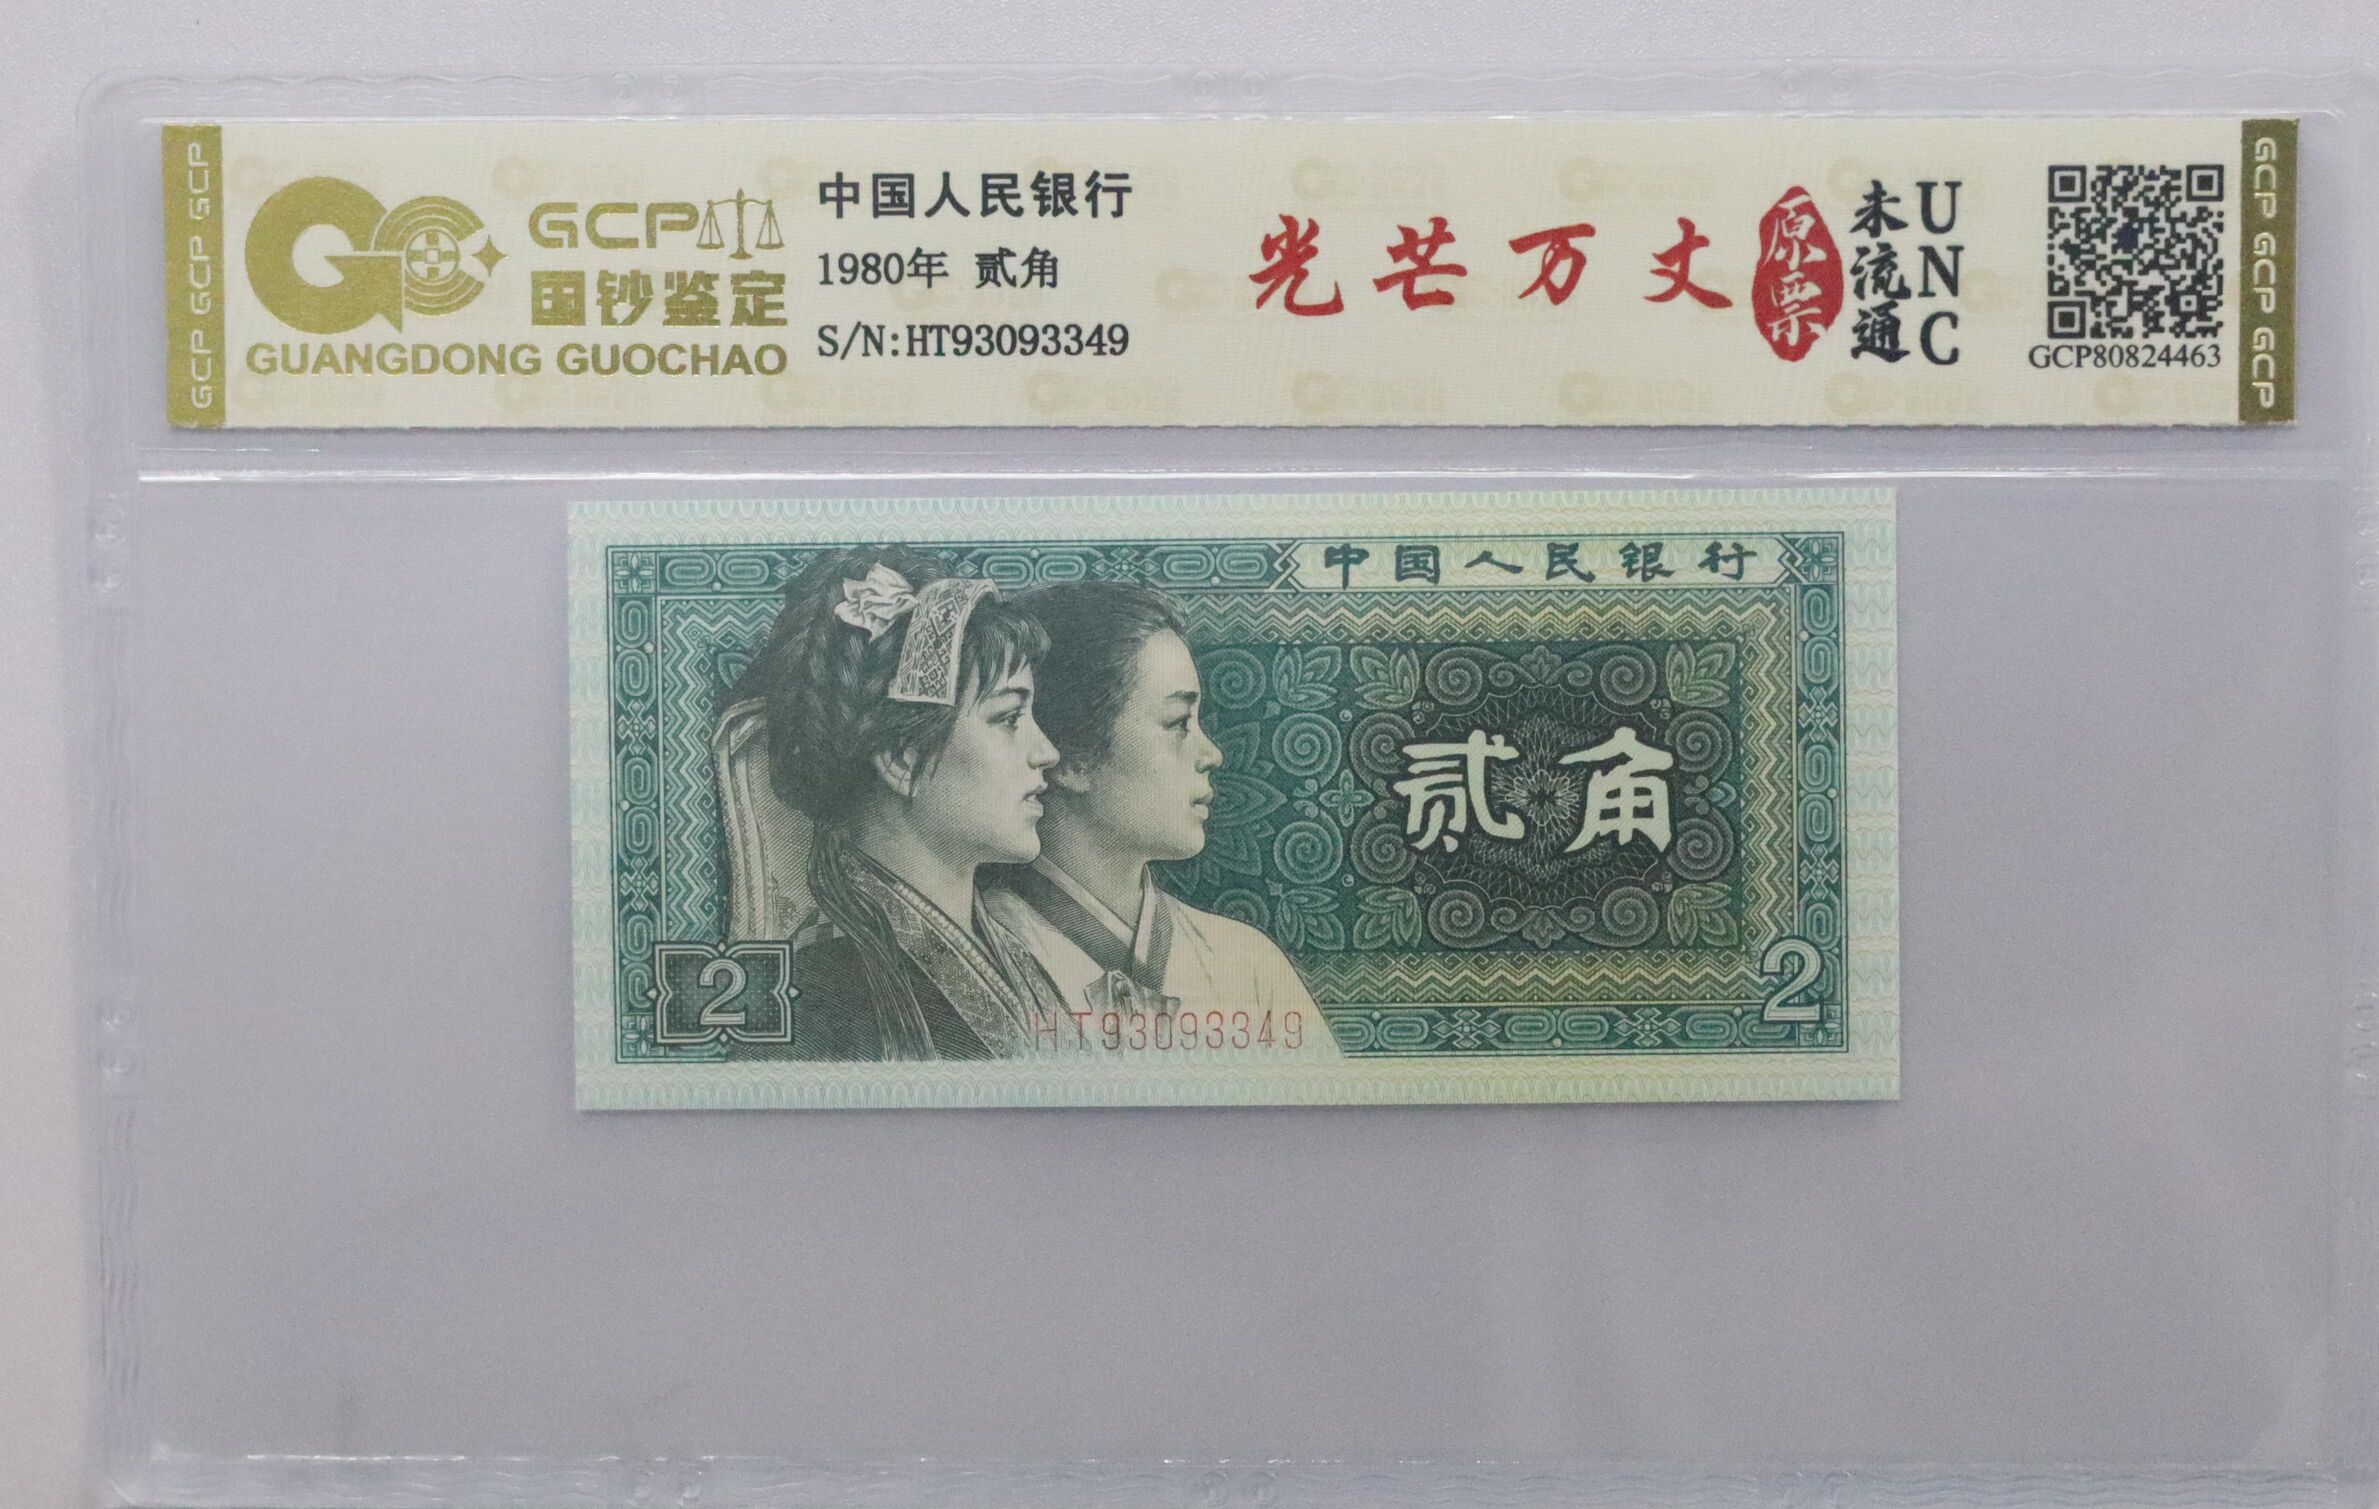 GCP GCP GCP
GCP
国钞鉴定
GUANGDONG GUOCHAO
中国人民银行
1980年 贰角
S/N:HT93093349
光芒万丈
原票
未流通
UNC
GCP80824463
GCP GCP GCP
中国人民银行
贰角
2
2
HT93093349